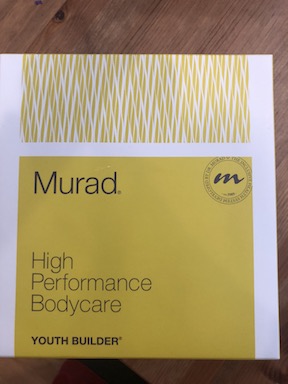 Murad®
m
High
Performance
Bodycare
YOUTH BUILDER®